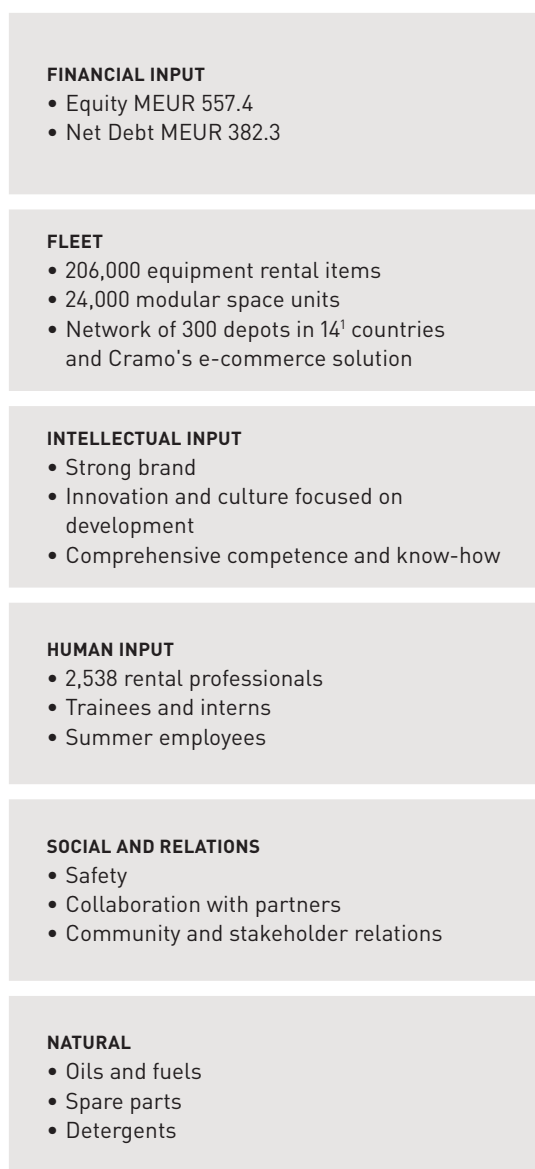 FINANCIAL INPUT
• Equity MEUR 557.4
• Net Debt MEUR 382.3
FLEET
• 206,000 equipment rental items
• 24,000 modular space units
• Network of 300 depots in 14¹ countries
and Cramo's e-commerce solution
INTELLECTUAL INPUT
• Strong brand
• Innovation and culture focused on
development
• Comprehensive competence and know-how
HUMAN INPUT
• 2,538 rental professionals
• Trainees and interns
• Summer employees
SOCIAL AND RELATIONS
• Safety
• Collaboration with partners
• Community and stakeholder relations
NATURAL
• Oils and fuels
• Spare parts
• Detergents